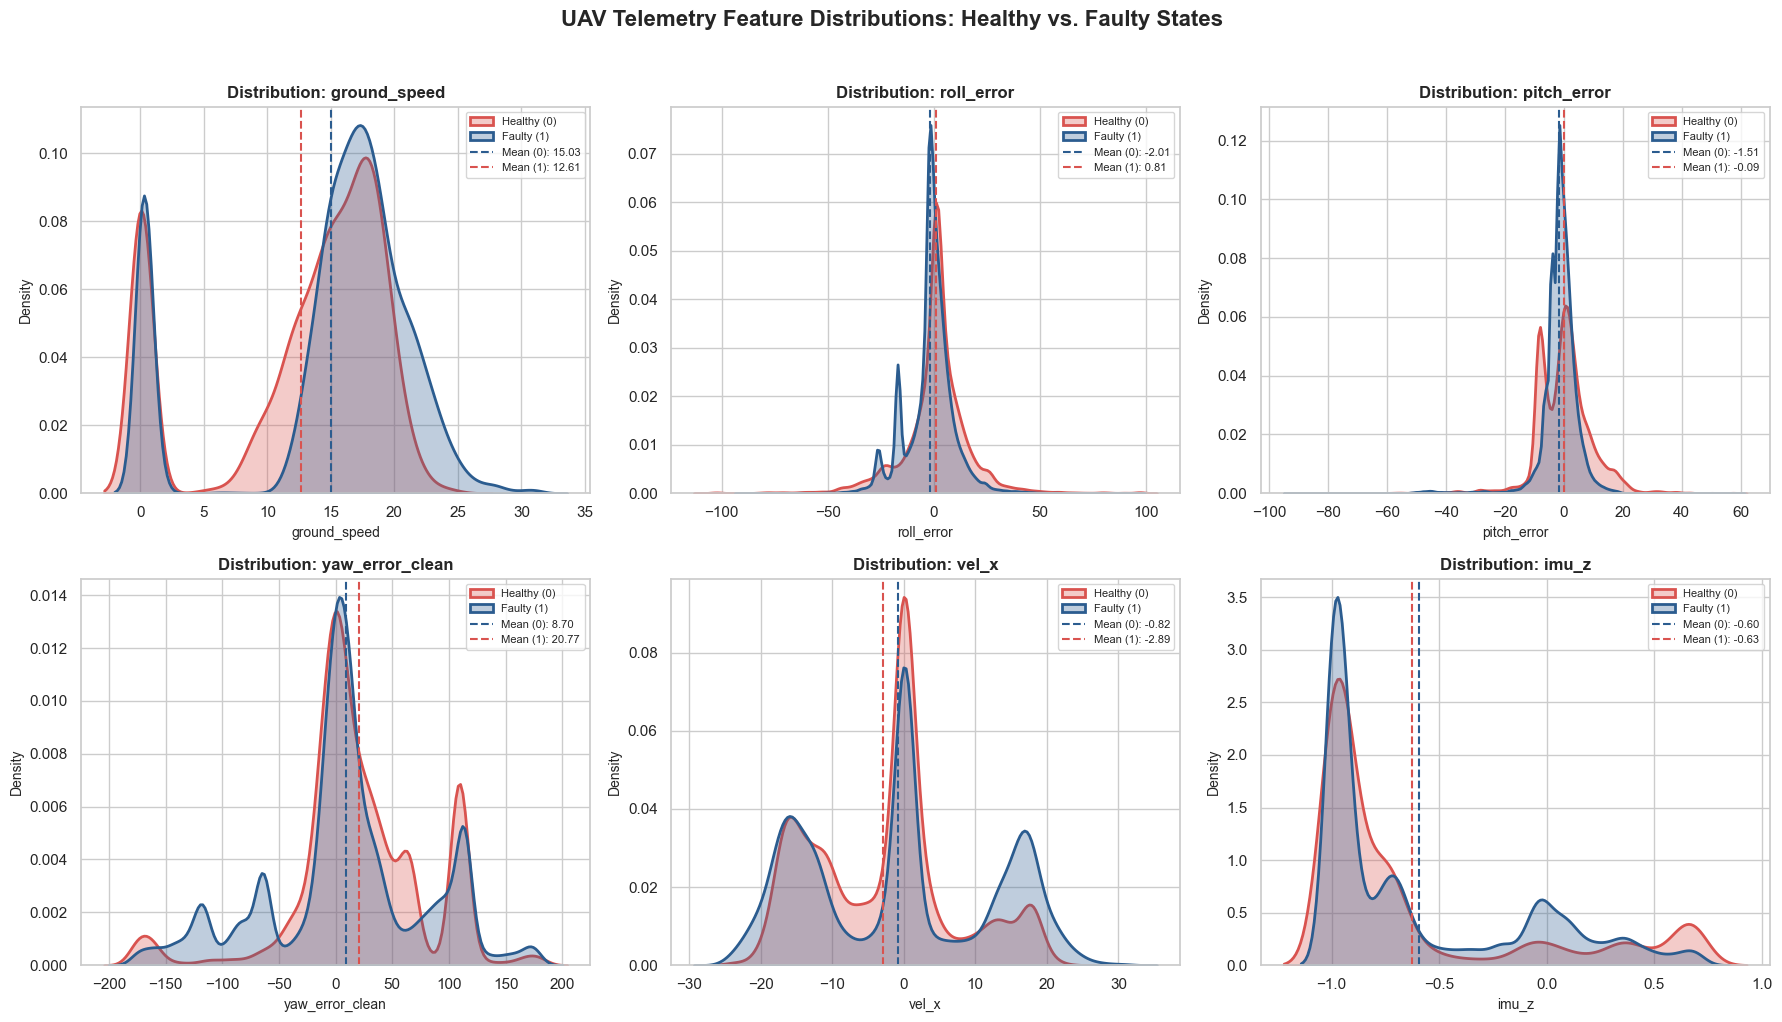 UAV Telemetry Feature Distributions: Healthy vs. Faulty States
Distribution: ground_speed
Healthy (0)
Faulty (1)
Mean (0): 15.03
Mean (1): 12.61
0.10
0.08
0.06
0.04
0.02
0.00
Density
0
5
10
15
20
25
30
35
ground_speed
Distribution: roll_error
Healthy (0)
Faulty (1)
Mean (0): -2.01
Mean (1): 0.81
0.07
0.06
0.05
0.04
0.03
0.02
0.01
0.00
Density
−100
−50
0
50
100
roll_error
Distribution: pitch_error
Healthy (0)
Faulty (1)
Mean (0): -1.51
Mean (1): -0.09
0.12
0.10
0.08
0.06
0.04
0.02
0.00
Density
−100
−80
−60
−40
−20
0
20
40
60
pitch_error
Distribution: yaw_error_clean
Healthy (0)
Faulty (1)
Mean (0): 8.70
Mean (1): 20.77
0.014
0.012
0.010
0.008
0.006
0.004
0.002
0.000
Density
−200
−150
−100
−50
0
50
100
150
200
yaw_error_clean
Distribution: vel_x
Healthy (0)
Faulty (1)
Mean (0): -0.82
Mean (1): -2.89
0.08
0.06
0.04
0.02
0.00
Density
−30
−20
−10
0
10
20
30
vel_x
Distribution: imu_z
Healthy (0)
Faulty (1)
Mean (0): -0.60
Mean (1): -0.63
3.5
3.0
2.5
2.0
1.5
1.0
0.5
0.0
Density
−1.0
−0.5
0.0
0.5
1.0
imu_z